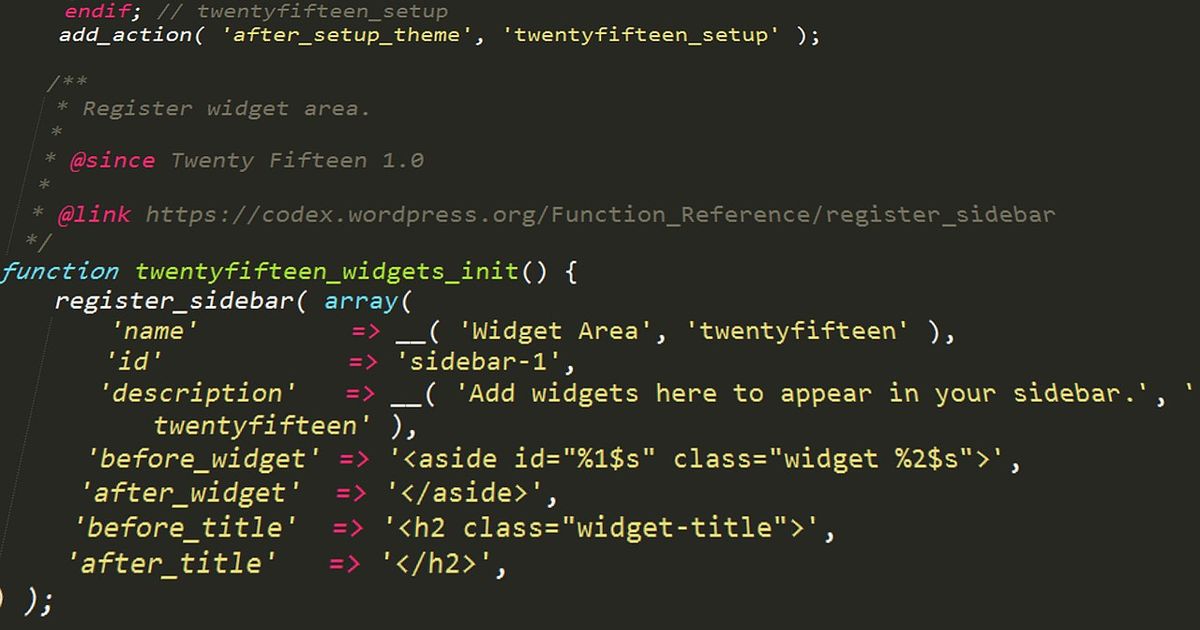 endif; // twentyfifteen_setup
add_action( 'after_setup_theme', 'twentyfifteen_setup' );
/**
* Register widget area.
*
* @since Twenty Fifteen 1.0
*
* @link https://codex.wordpress.org/Function_Reference/register_sidebar
*/
function twentyfifteen_widgets_init() {
register_sidebar( array(
'name' => __( 'Widget Area', 'twentyfifteen' ),
'id' => 'sidebar-1',
'description' => __( 'Add widgets here to appear in your sidebar.', '
twentyfifteen' ),
'before_widget' => '<aside id="%1$s" class="widget %2$s">',
'after_widget' => '</aside>',
'before_title' => '<h2 class="widget-title">',
'after_title' => '</h2>',
) );